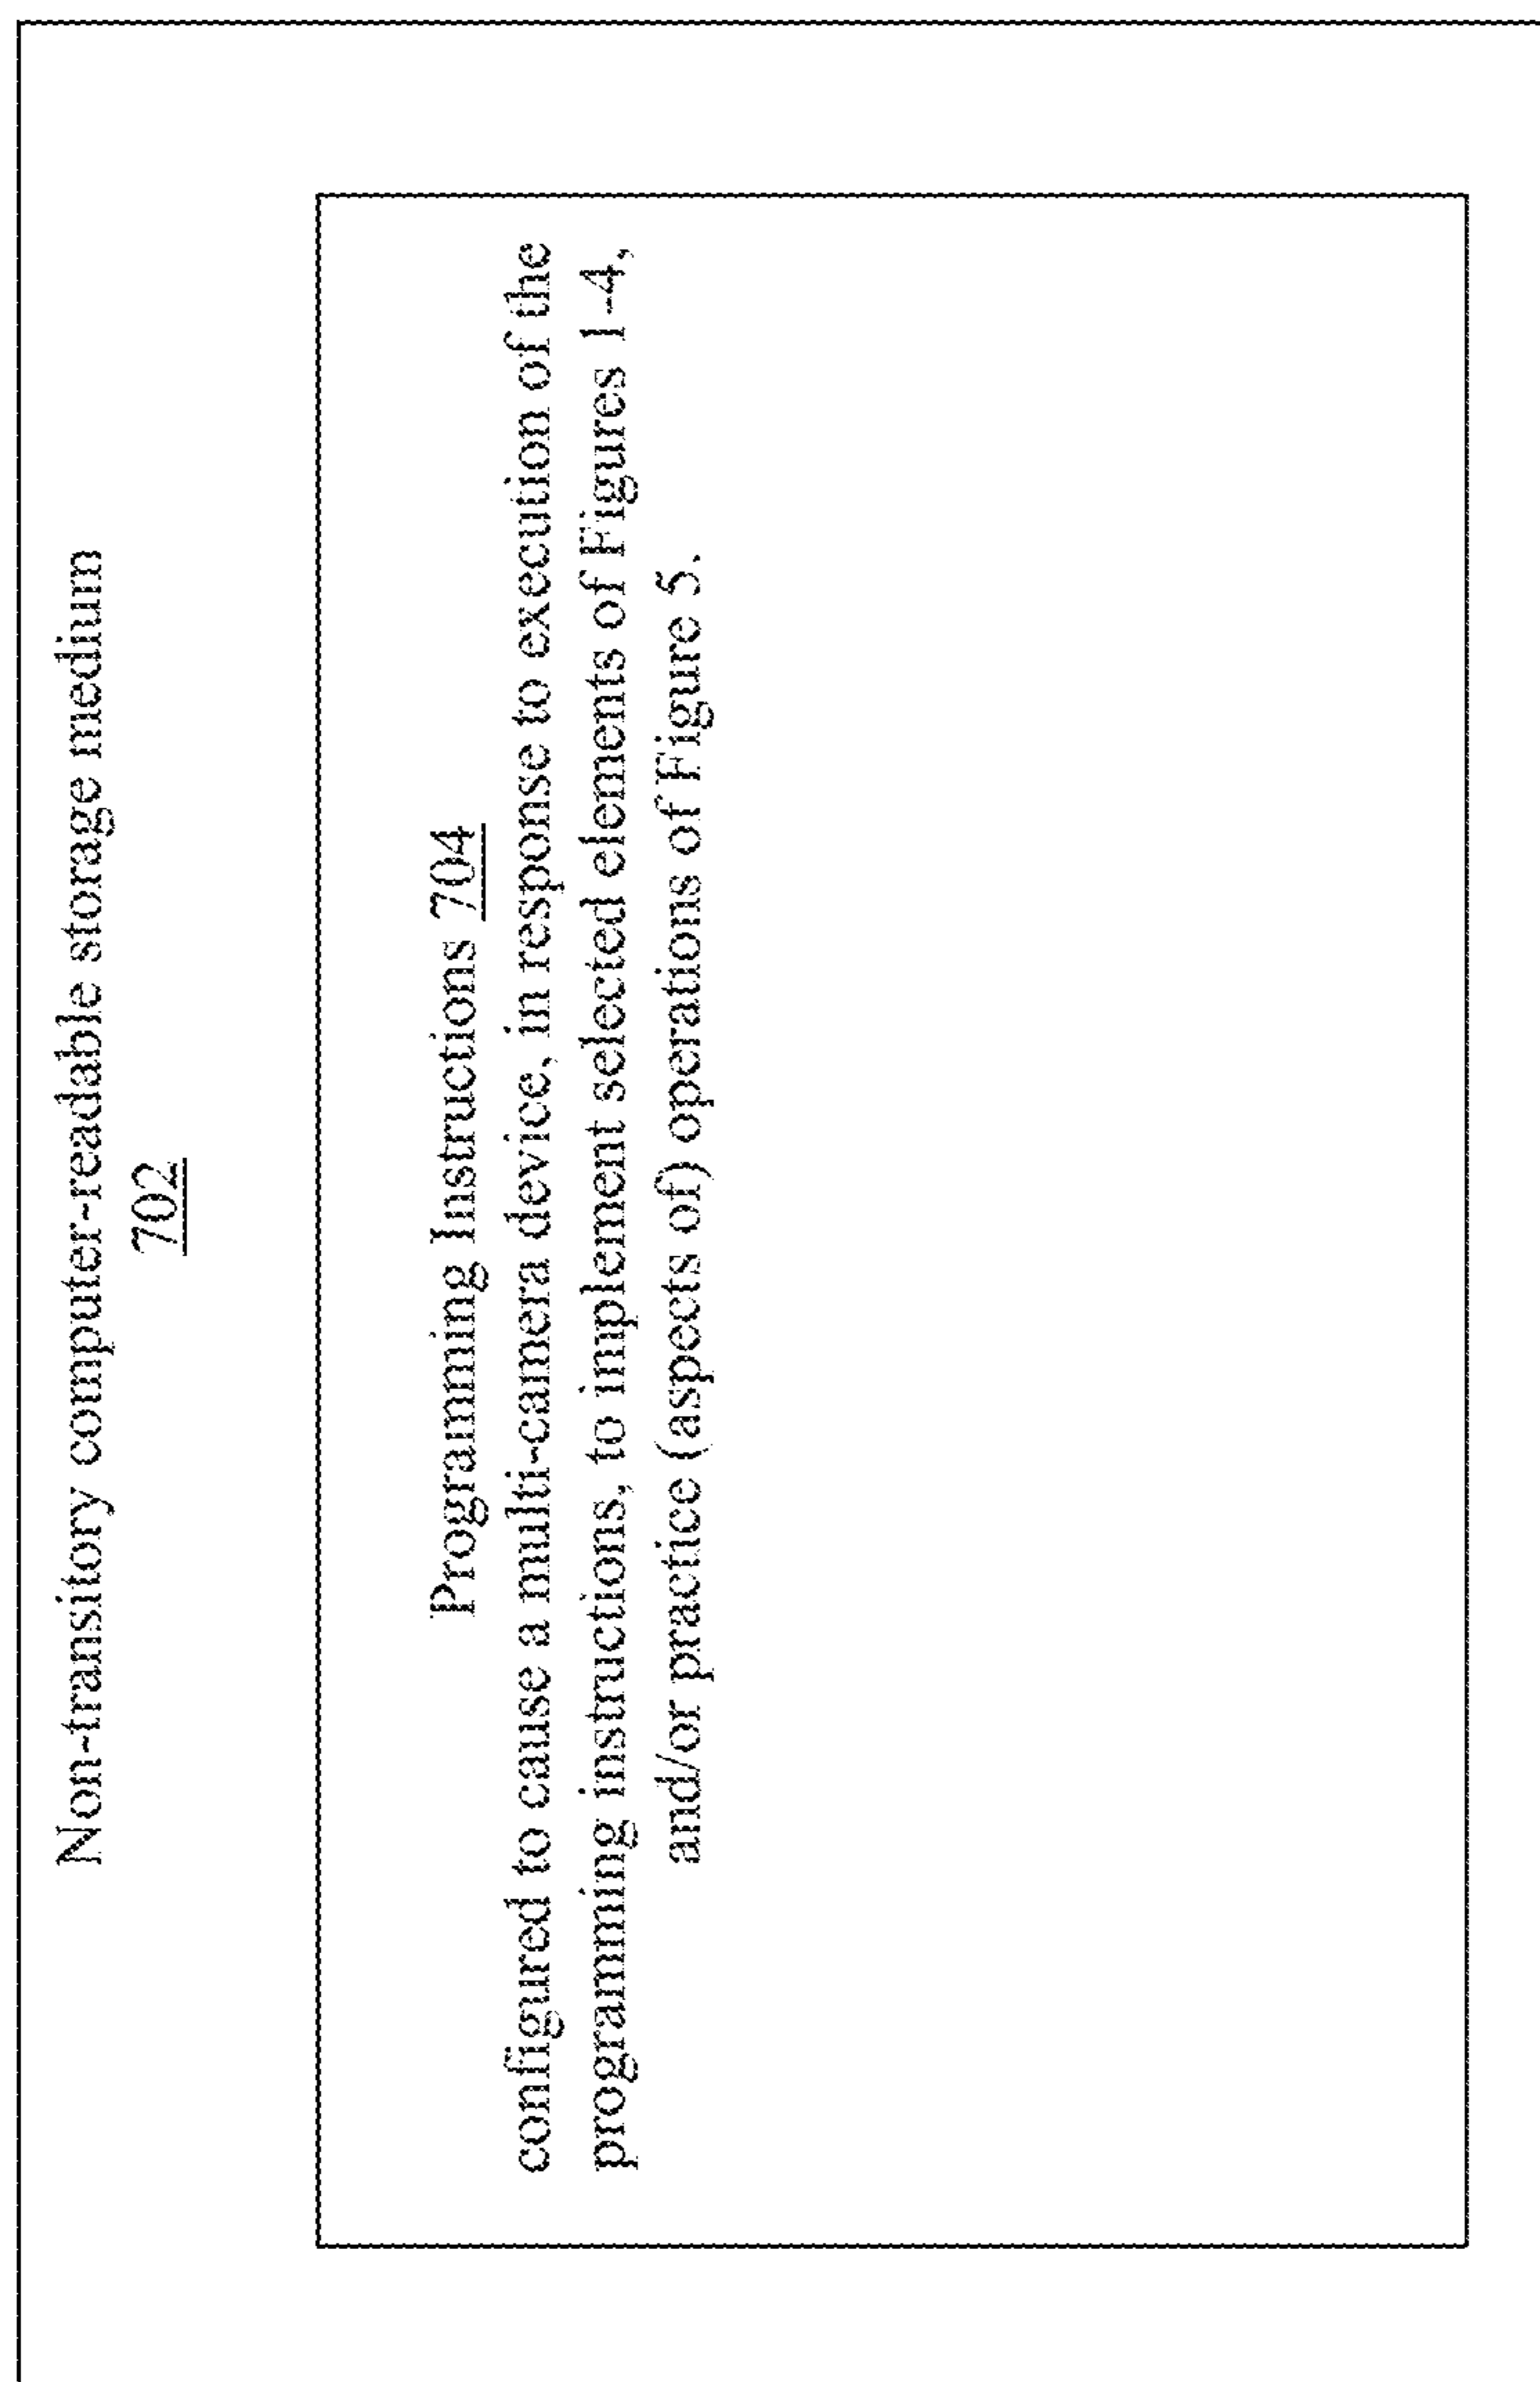 Non-transitory computer-readable storage medium
702
Programming Instructions 704
configured to cause a multi-camera device, in response to execution of the
programming instructions, to implement selected elements of Figures 1-4,
and/or practice (aspects of) operations of Figure 5.